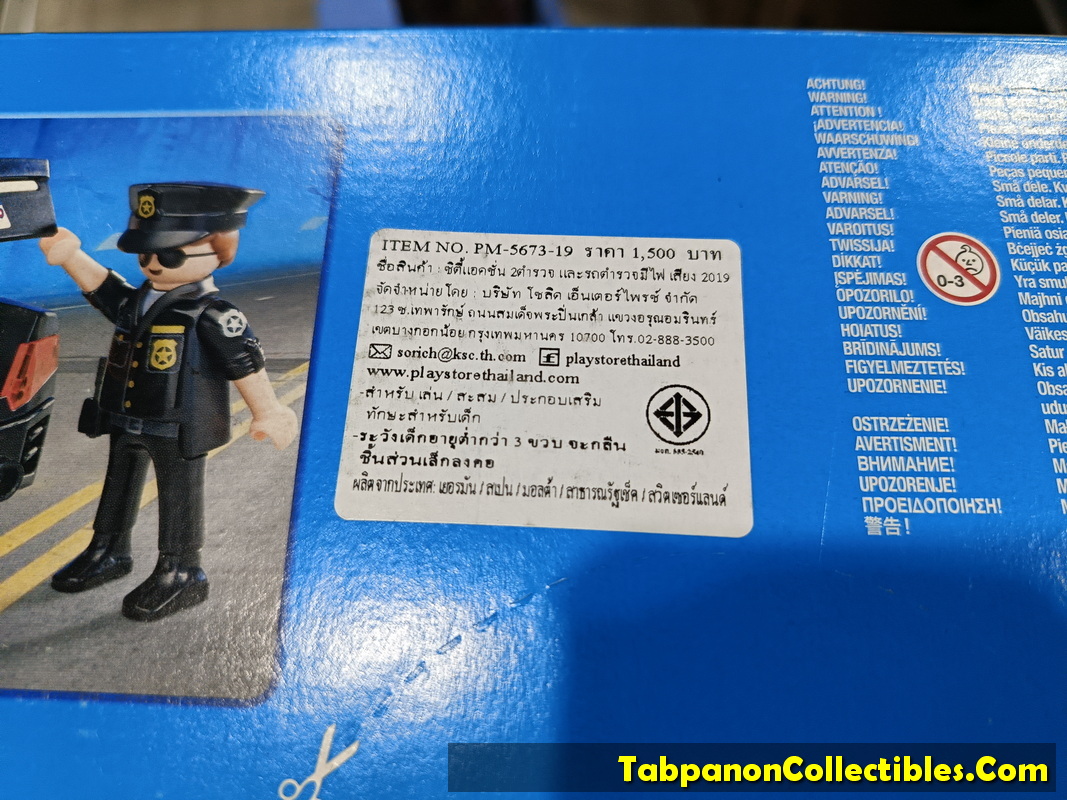 ITEM NO. PM-5673-19 ราคา 1,500 บาท
ชื่อสินค้า : ซิตี้แอคชั่น 2ตำรวจ และรถตำรวจมีไฟ เสียง 2019
จัดจำหน่ายโดย : บริษัท โซลิค เอ็นเตอร์ไพรซ์ จำกัด
123 ซ.เทพารักษ์ ถนนสมเด็จพระปิ่นเกล้า แขวงอรุณอมรินทร์
เขตบางกอกน้อย กรุงเทพมหานคร 10700 โทร.02-888-3500
sorich@ksc.th.com f playstorethailand
www.playstorethailand.com
-สำหรับ เล่น / สะสม / ประกอบเสริม
ทักษะสำหรับเด็ก
-ระวังเด็กอายุต่ำกว่า 3 ขวบ จะกลืน
ชิ้นส่วนเล็กลงคอ
ผลิตจากประเทศ: เยอรมัน / สเปน / มอลต้า / สาธารณรัฐเช็ค / สวิตเซอร์แลนด์
ACHTUNG!
WARNING!
ATTENTION !
¡ADVERTENCIA!
WAARSCHUWING!
AVVERTENZA!
ATENÇÃO!
ADVARSEL!
VARNING!
ADVARSEL!
VAROITUS!
TWISSIJA!
DİKKAT!
ĮSPĖJIMAS!
OPOZORILO!
UPOZORNĚNÍ!
HOIATUS!
BRĪDINĀJUMS!
FIGYELMEZTETÉS!
UPOZORNENIE!
OSTRZEŻENIE!
AVERTISMENT!
ВНИМАНИЕ!
UPOZORENJE!
ΠΡΟΕΙΔΟΠΟΙΗΣΗ!
警告!
0-3
Piccole parti.
Smá dele.
Små delar.
Små deler.
Pieniä
Küçük
Yra
Majhni
Väikes
Satur
Kis
TabpanonCollectibles.Com